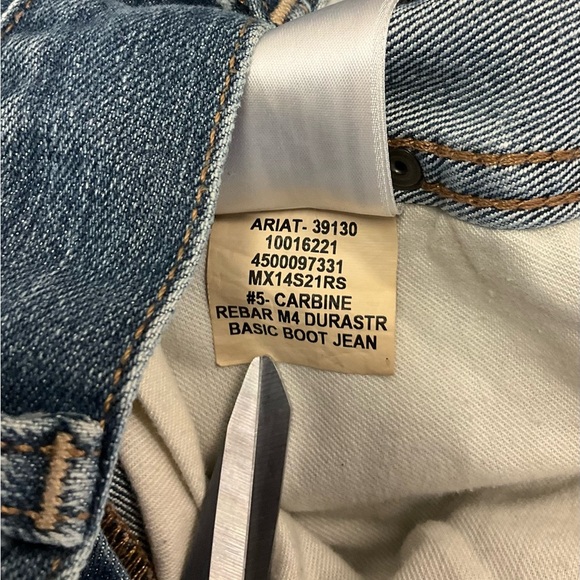 ARIAT- 39130
10016221
4500097331
MX14S21RS
#5- CARBINE
REBAR M4 DURASTR
BASIC BOOT JEAN